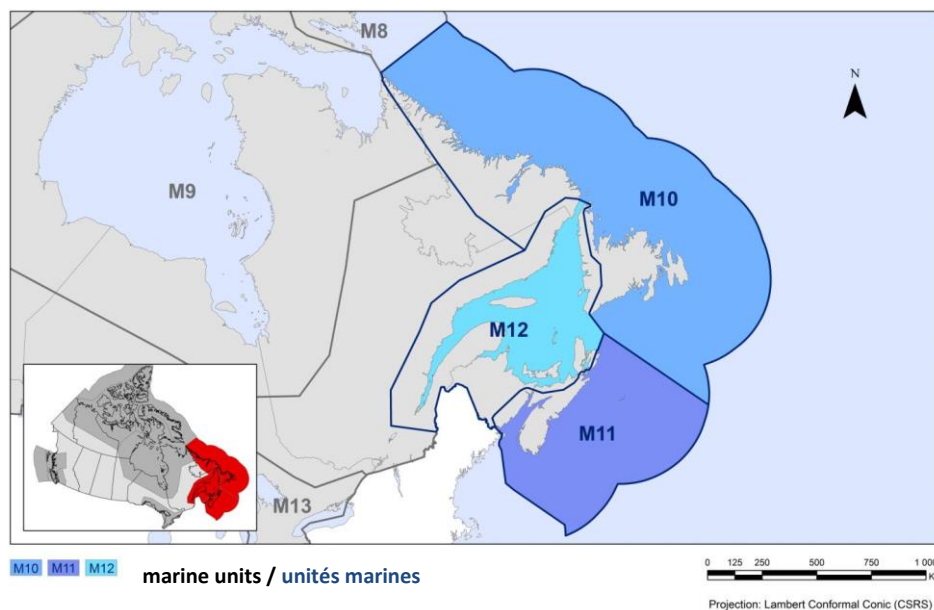 M8
N
M9
M10
M12
M11
M13
M10 M11 M12
marine units / unités marines
0 125 250 500 750 1 000
K
Projection: Lambert Conformal Conic (CSRS)